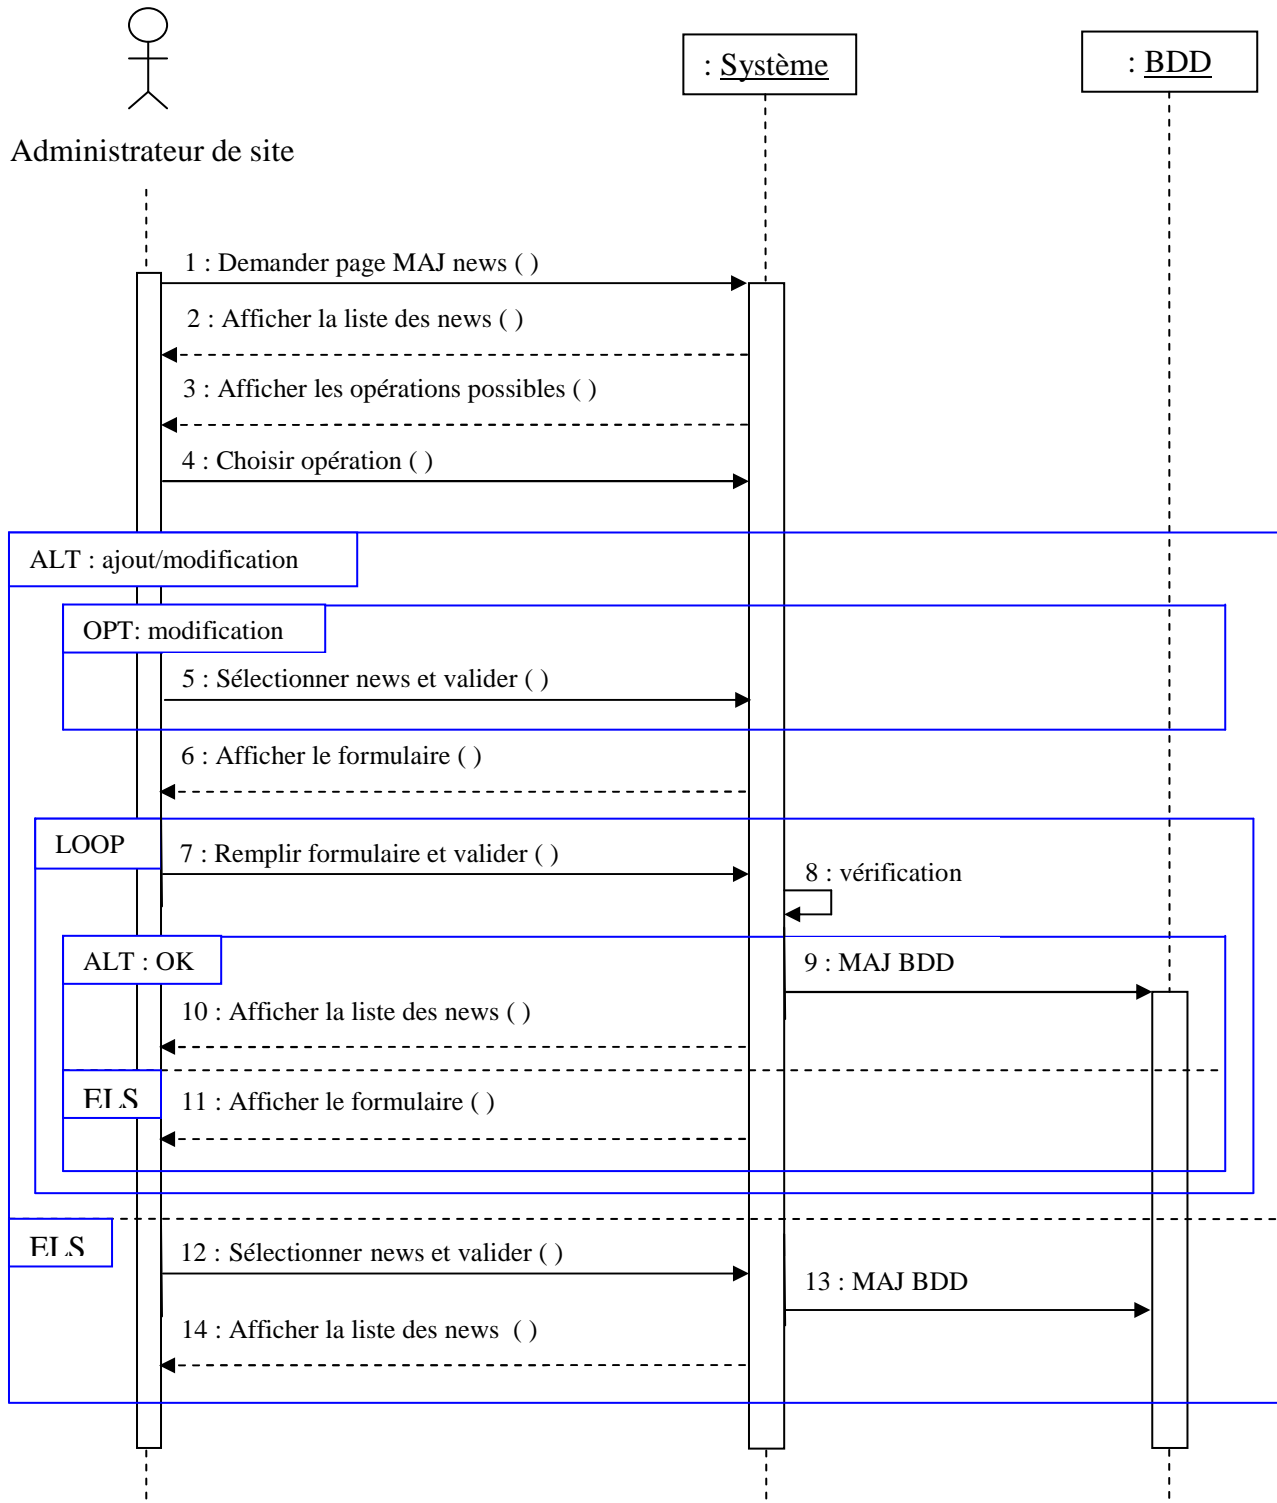 : Système
: BDD
Administrateur de site
1 : Demander page MAJ news ( )
2 : Afficher la liste des news ( )
3 : Afficher les opérations possibles ( )
4 : Choisir opération ( )
ALT : ajout/modification
OPT: modification
5 : Sélectionner news et valider ( )
6 : Afficher le formulaire ( )
LOOP
7 : Remplir formulaire et valider ( )
8 : vérification
ALT : OK
9 : MAJ BDD
10 : Afficher la liste des news ( )
ELS
11 : Afficher le formulaire ( )
ELS
12 : Sélectionner news et valider ( )
13 : MAJ BDD
14 : Afficher la liste des news ( )